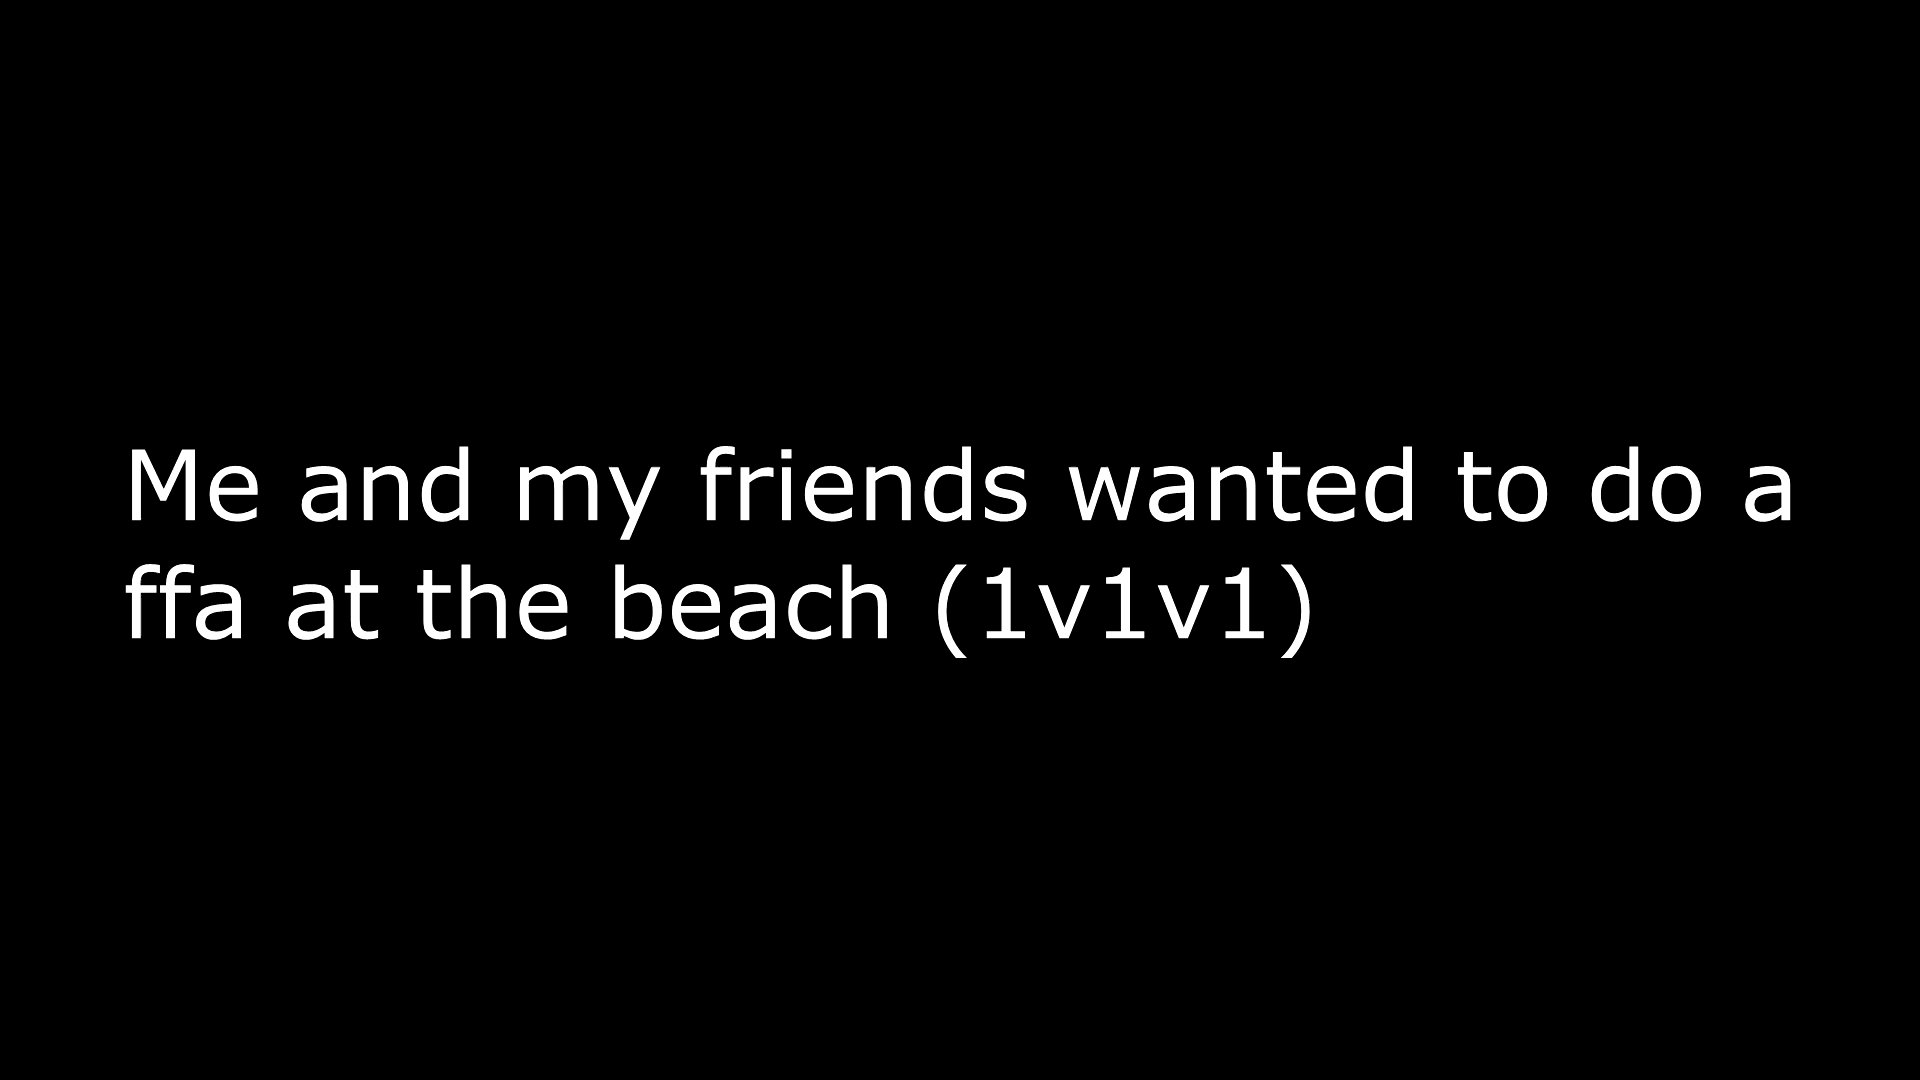 Me and my friends wanted to do a
ffa at the beach (1v1v1)